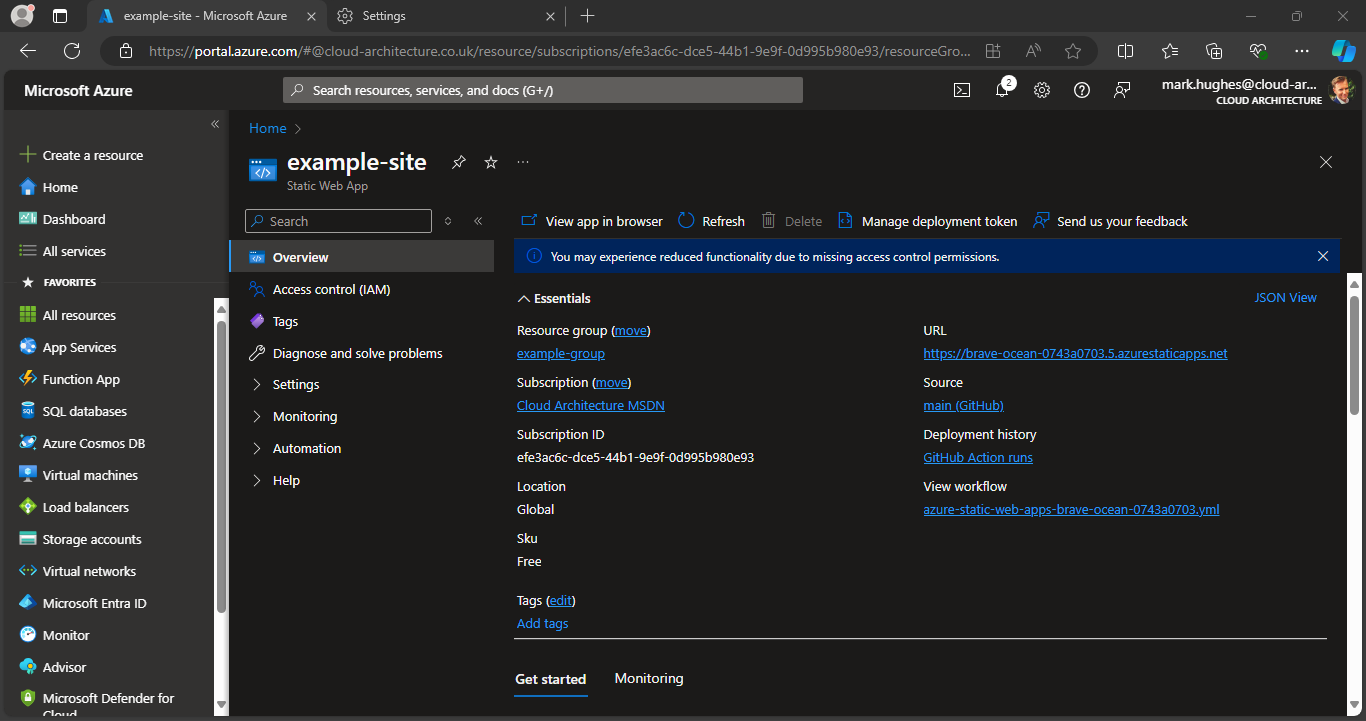 example-site - Microsoft Azure
Settings
https://portal.azure.com/#@cloud-architecture.co.uk/resource/subscriptions/efe3ac6c-dce5-44b1-9e9f-0d995b980e93/resourceGro...
Microsoft Azure
Search resources, services, and docs (G+/)
2
mark.hughes@cloud-ar...
CLOUD ARCHITECTURE
Create a resource
Home
Dashboard
All services
FAVORITES
All resources
App Services
Function App
SQL databases
Azure Cosmos DB
Virtual machines
Load balancers
Storage accounts
Virtual networks
Microsoft Entra ID
Monitor
Advisor
Microsoft Defender for
Cloud
Home
example-site
Static Web App
Search
Overview
Access control (IAM)
Tags
Diagnose and solve problems
Settings
Monitoring
Automation
Help
View app in browser
Refresh
Delete
Manage deployment token
Send us your feedback
You may experience reduced functionality due to missing access control permissions.
Essentials
JSON View
Resource group (move)
example-group
Subscription (move)
Cloud Architecture MSDN
Subscription ID
efe3ac6c-dce5-44b1-9e9f-0d995b980e93
Location
Global
Sku
Free
URL
https://brave-ocean-0743a0703.5.azurestaticapps.net
Source
main (GitHub)
Deployment history
GitHub Action runs
View workflow
azure-static-web-apps-brave-ocean-0743a0703.yml
Tags (edit)
Add tags
Get started
Monitoring